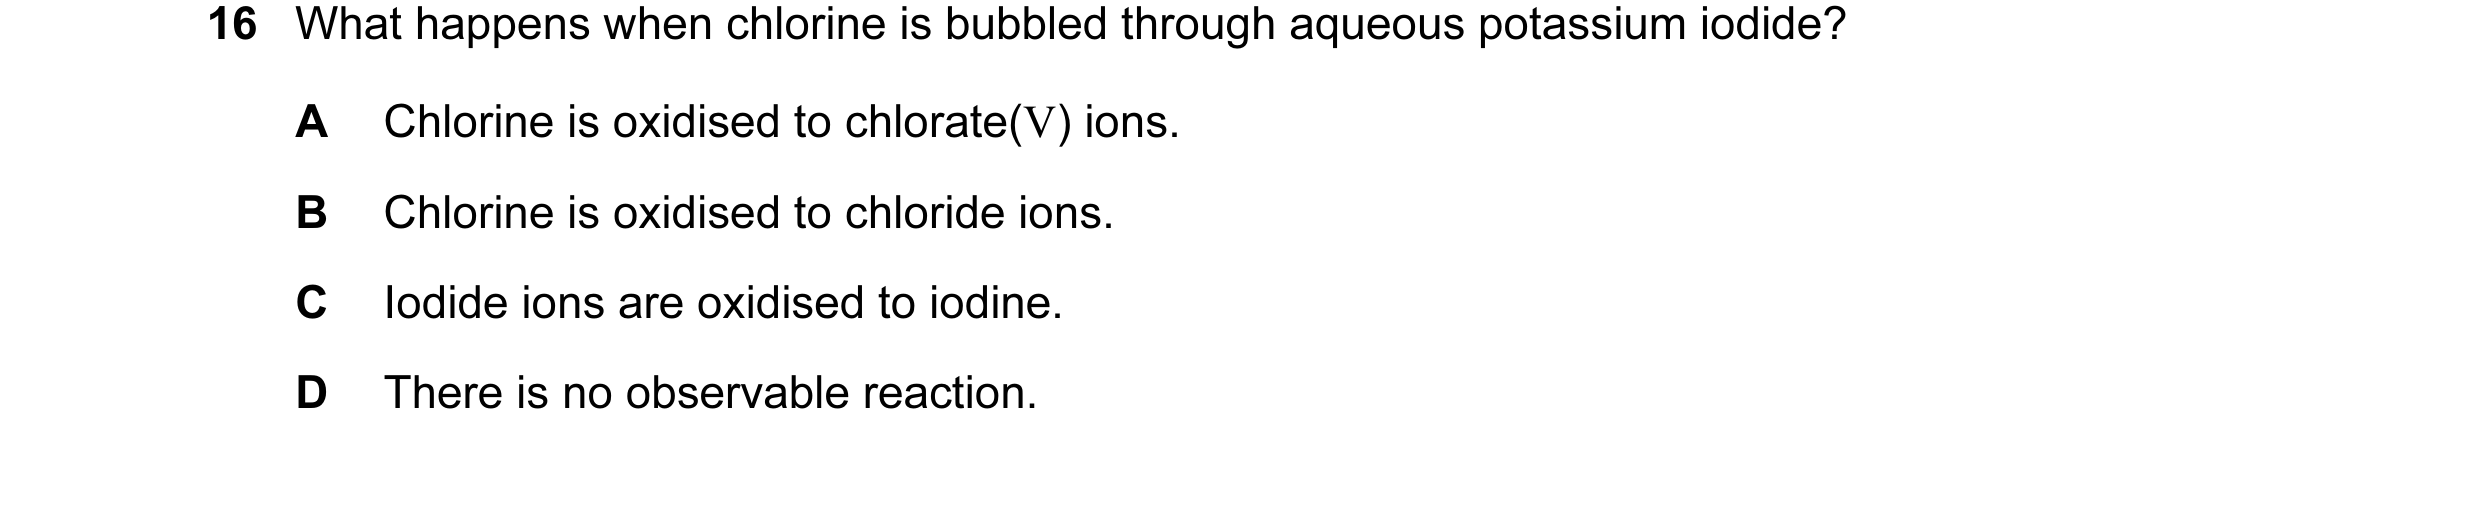 16 What happens when chlorine is bubbled through aqueous potassium iodide?
A Chlorine is oxidised to chlorate(V) ions.
B Chlorine is oxidised to chloride ions.
C Iodide ions are oxidised to iodine.
D There is no observable reaction.